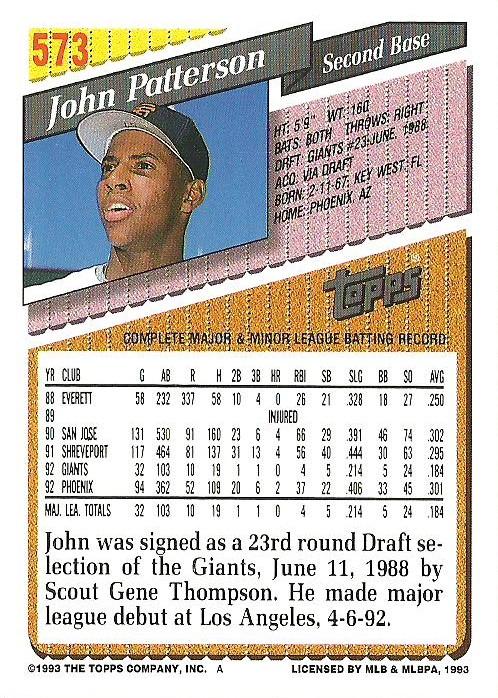 573
John Patterson
Second Base
HT: 5'9" WT: 160
BATS: BOTH THROWS: RIGHT
DRFT: GIANTS #23-JUNE, 1988
ACQ: VIA DRAFT
BORN: 2-11-67, KEY WEST, FL
HOME: PHOENIX, AZ
topps
COMPLETE MAJOR & MINOR LEAGUE BATTING RECORD
YR CLUB G AB R H 2B 3B HR RBI SB SLG BB SO AVG
88 EVERETT 58 232 337 58 10 4 0 26 21 .328 18 27 .250
89 INJURED
90 SAN JOSE 131 530 91 160 23 6 4 66 29 .391 46 74 .302
91 SHREVEPORT 117 464 81 137 31 13 4 56 40 .444 30 63 .295
92 GIANTS 32 103 10 19 1 1 0 4 5 .214 5 24 .184
92 PHOENIX 94 362 52 109 20 6 2 37 22 .406 33 45 .301
MAJ. LEA. TOTALS 32 103 10 19 1 1 0 4 5 .214 5 24 .184
John was signed as a 23rd round Draft se-
lection of the Giants, June 11, 1988 by
Scout Gene Thompson. He made major
league debut at Los Angeles, 4-6-92.
©1993 THE TOPPS COMPANY, INC. A LICENSED BY MLB & MLBPA, 1993